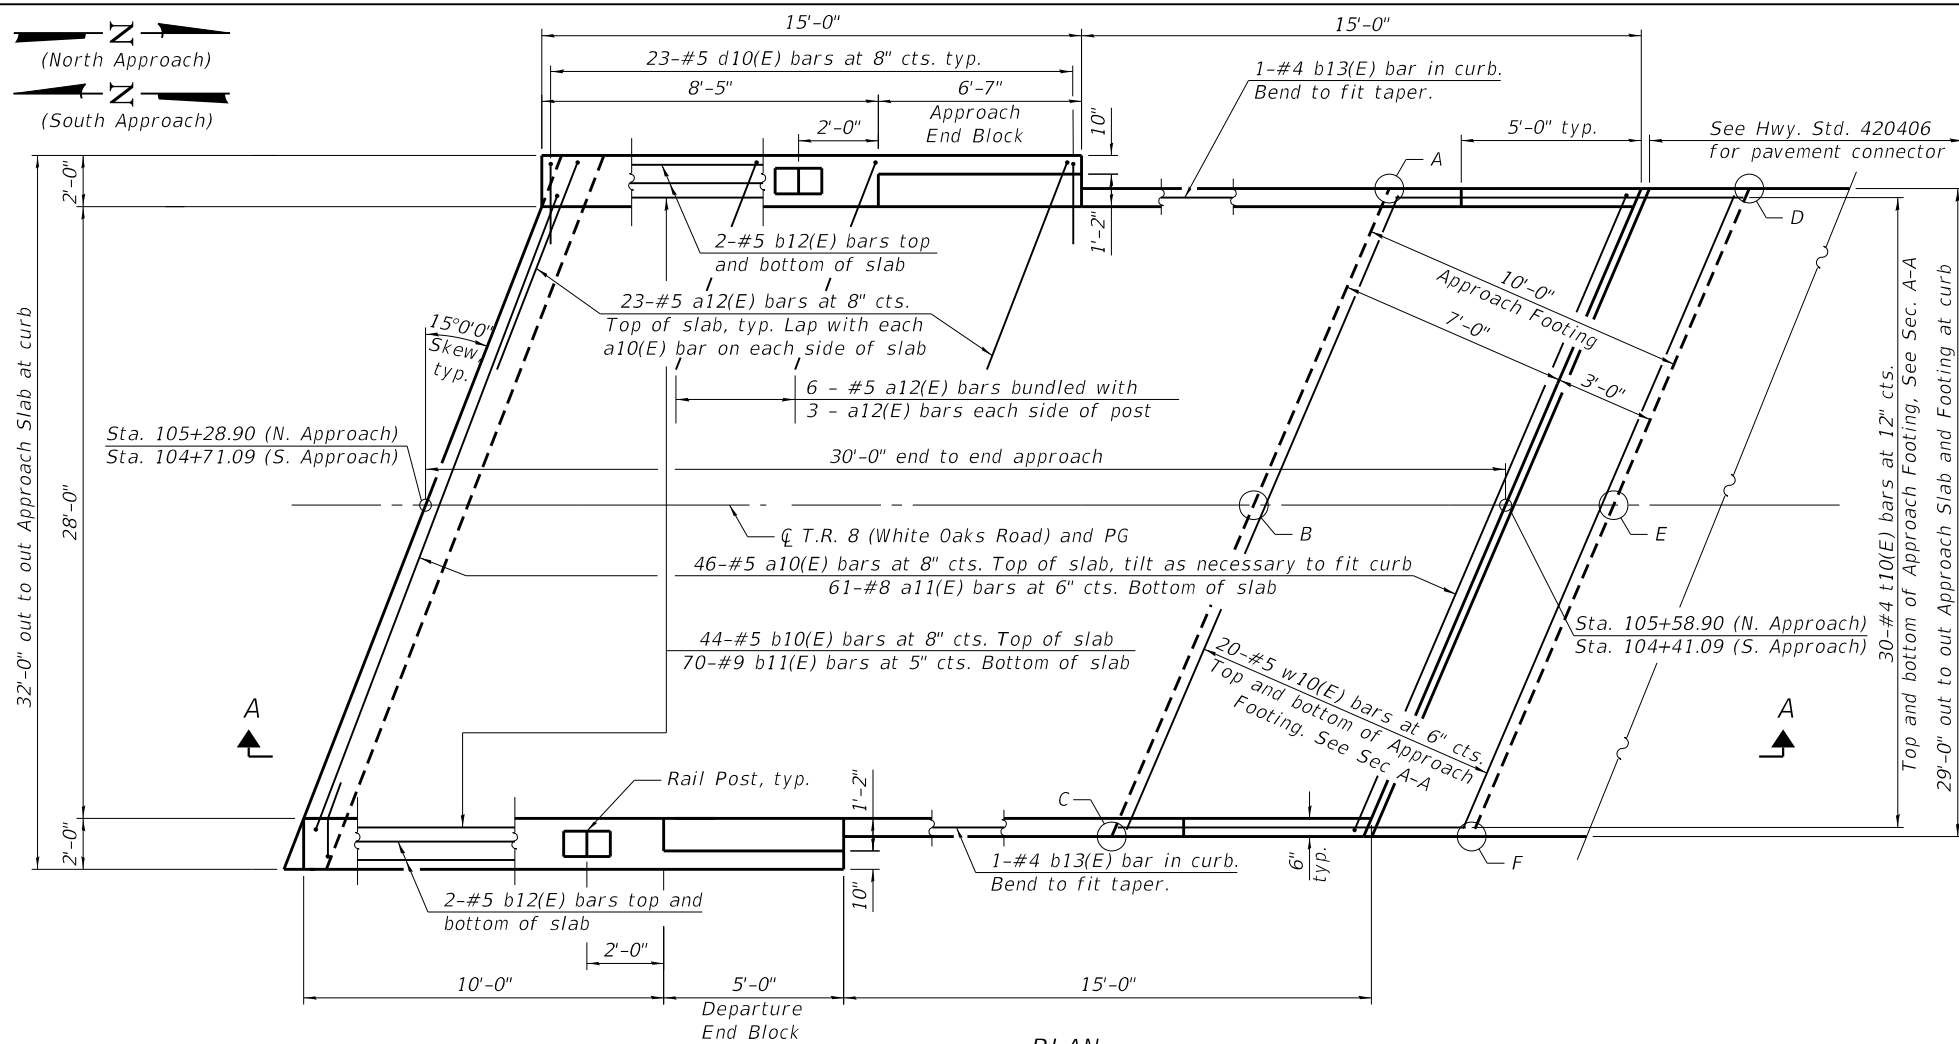 N
(North Approach)
N
(South Approach)
15'-0"
15'-0"
23-#5 d10(E) bars at 8" cts. typ.
8'-5"
6'-7"
Approach
End Block
2'-0"
10"
1'-2"
1-#4 b13(E) bar in curb.
Bend to fit taper.
5'-0" typ.
See Hwy. Std. 420406
for pavement connector
A
D
2'-0"
28'-0"
2'-0"
32'-0" out to out Approach Slab at curb
2-#5 b12(E) bars top
and bottom of slab
23-#5 a12(E) bars at 8" cts.
Top of slab, typ. Lap with each
a10(E) bar on each side of slab
15°0'0"
Skew,
typ.
6 - #5 a12(E) bars bundled with
3 - a12(E) bars each side of post
10'-0"
Approach Footing
7'-0"
3'-0"
Sta. 105+28.90 (N. Approach)
Sta. 104+71.09 (S. Approach)
30'-0" end to end approach
℄ T.R. 8 (White Oaks Road) and PG
B
E
46-#5 a10(E) bars at 8" cts. Top of slab, tilt as necessary to fit curb
61-#8 a11(E) bars at 6" cts. Bottom of slab
44-#5 b10(E) bars at 8" cts. Top of slab
70-#9 b11(E) bars at 5" cts. Bottom of slab
Sta. 105+58.90 (N. Approach)
Sta. 104+41.09 (S. Approach)
20-#5 w10(E) bars at 6" cts.
Top and bottom of Approach
Footing. See Sec A-A
30-#4 t10(E) bars at 12" cts.
Top and bottom of Approach Footing, See Sec. A-A
29'-0" out to out Approach Slab and Footing at curb
A
A
Rail Post, typ.
1'-2"
10"
C
F
1-#4 b13(E) bar in curb.
Bend to fit taper.
6"
typ.
2-#5 b12(E) bars top and
bottom of slab
2'-0"
10'-0"
5'-0"
Departure
End Block
15'-0"
PLAN